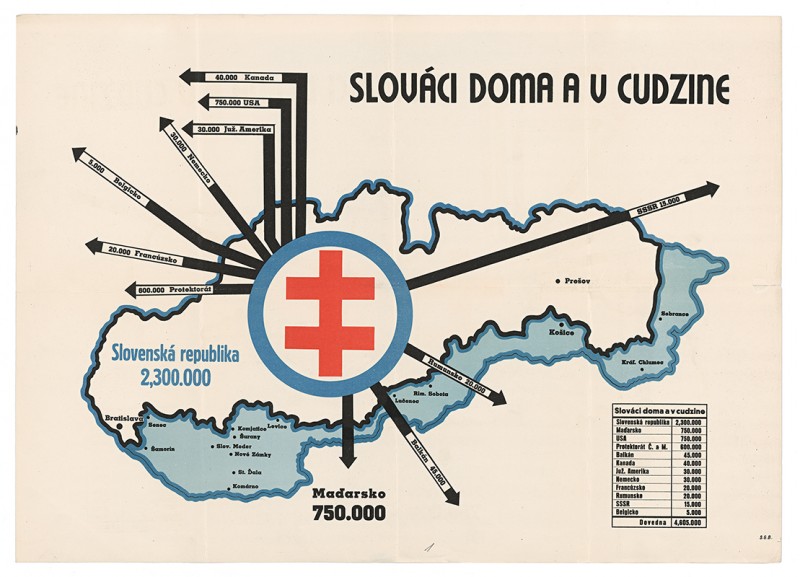 SLOVÁCI DOMA A V CUDZINE
40.000 Kanada
750.000 USA
30.000 Juž. Amerika
30.000 Nemecko
5.000 Belgicko
20.000 Francúzsko
600.000 Protektorát
SSSR 15.000
Prešov
Sobrance
Košice
Kráľ. Chlumec
Slovenská republika
2,300.000
Rumunsko 20.000
Rim. Sobota
Lučenec
Balkán 45.000
Bratislava
Senec
Šamorín
Komjatice
Levice
Šurany
Slov. Meder
Nové Zámky
St. Ďala
Komárno
Maďarsko
750.000
Slováci doma a v cudzine
Slovenská republika 2,300.000
Maďarsko 750.000
USA 750.000
Protektorát Č. a M. 600.000
Balkán 45.000
Kanada 40.000
Juž. Amerika 30.000
Nemecko 30.000
Francúzsko 20.000
Rumunsko 20.000
SSSR 15.000
Belgicko 5.000
Dovedna 4,605.000